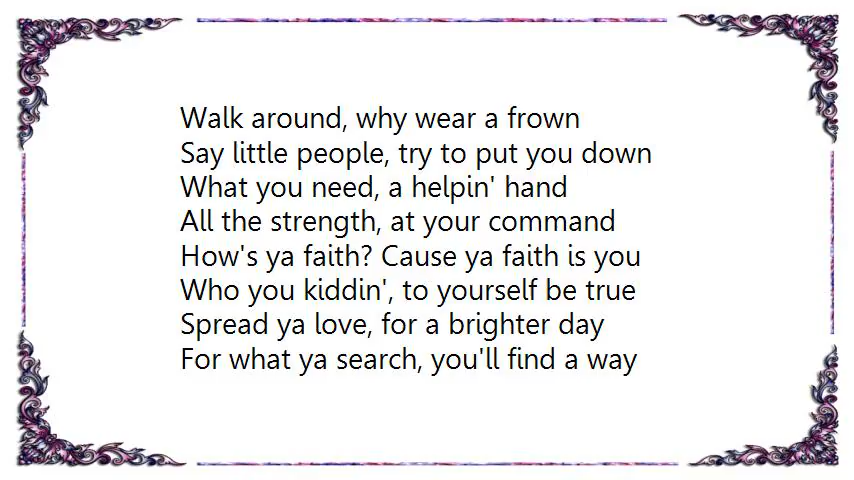 Walk around, why wear a frown
Say little people, try to put you down
What you need, a helpin' hand
All the strength, at your command
How's ya faith? Cause ya faith is you
Who you kiddin', to yourself be true
Spread ya love, for a brighter day
For what ya search, you'll find a way